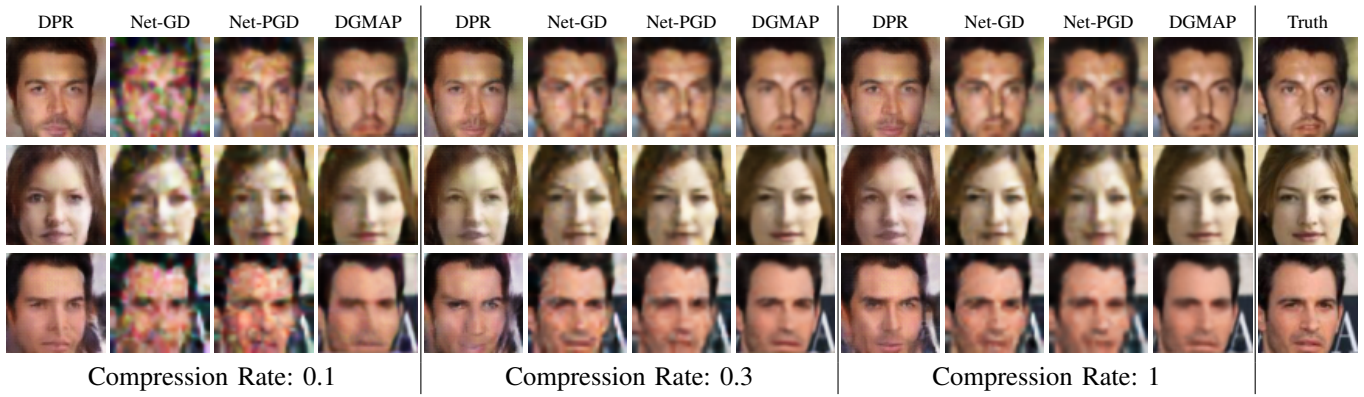 DPR Net-GD Net-PGD DGMAP DPR Net-GD Net-PGD DGMAP DPR Net-GD Net-PGD DGMAP Truth
Compression Rate: 0.1 Compression Rate: 0.3 Compression Rate: 1